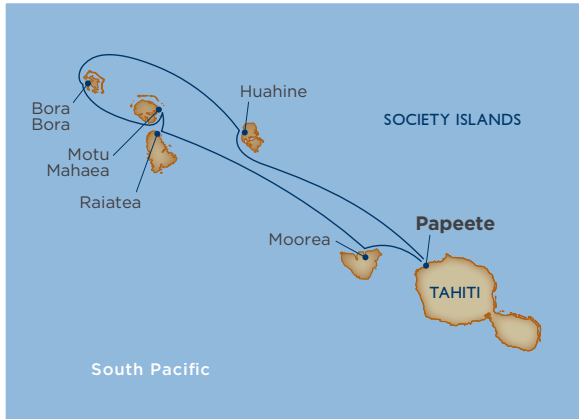 Bora
Bora
Huahine
SOCIETY ISLANDS
Motu
Mahaea
Raiatea
Moorea
Papeete
TAHITI
South Pacific